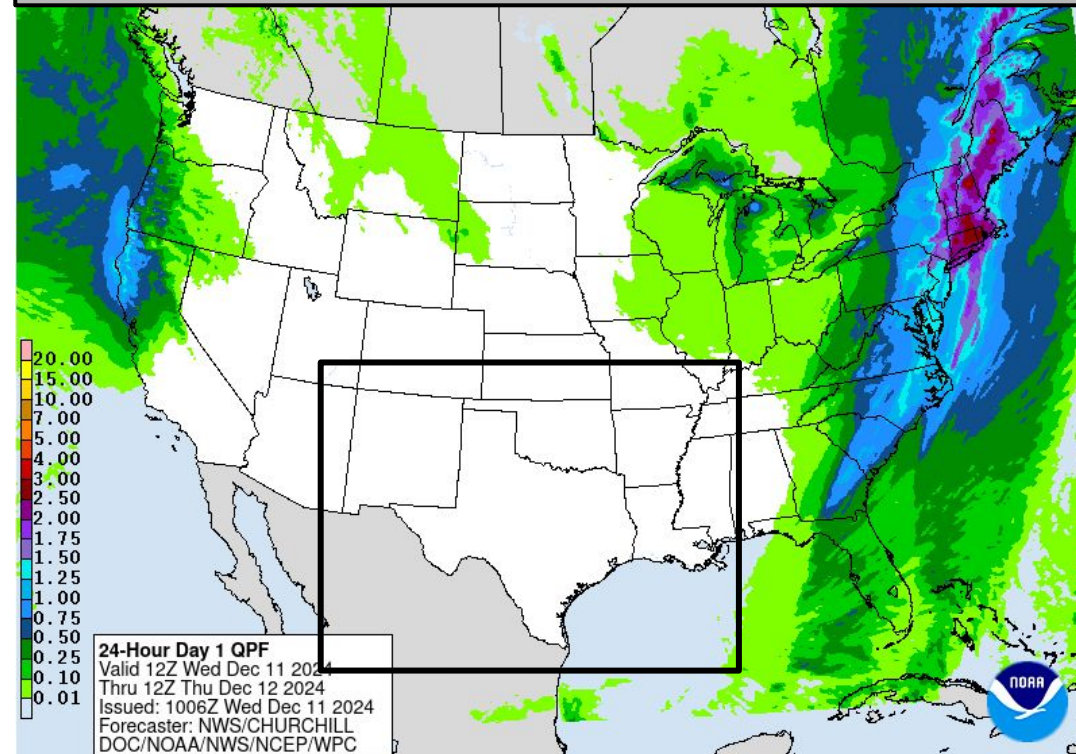 20.00
15.00
10.00
7.00
5.00
4.00
3.00
2.50
2.00
1.75
1.50
1.25
1.00
0.75
0.50
0.25
0.10
0.01
24-Hour Day 1 QPF
Valid 12Z Wed Dec 11 2024
Thru 12Z Thu Dec 12 2024
Issued: 1006Z Wed Dec 11 2024
Forecaster: NWS/CHURCHILL
DOC/NOAA/NWS/NCEP/WPC
NOAA